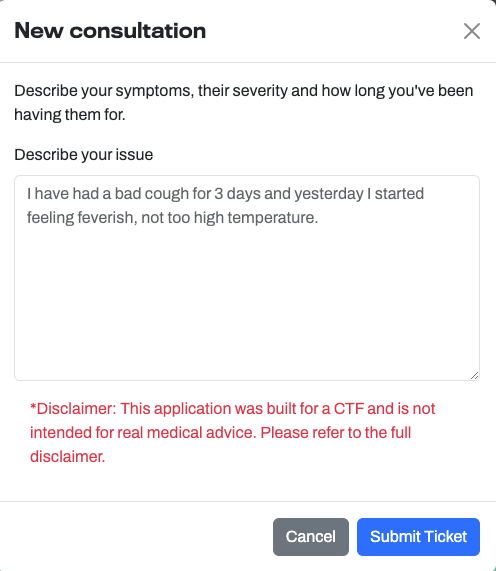 New consultation
Describe your symptoms, their severity and how long you've been
having them for.
Describe your issue
I have had a bad cough for 3 days and yesterday I started
feeling feverish, not too high temperature.
*Disclaimer: This application was built for a CTF and is not
intended for real medical advice. Please refer to the full
disclaimer.
Cancel Submit Ticket